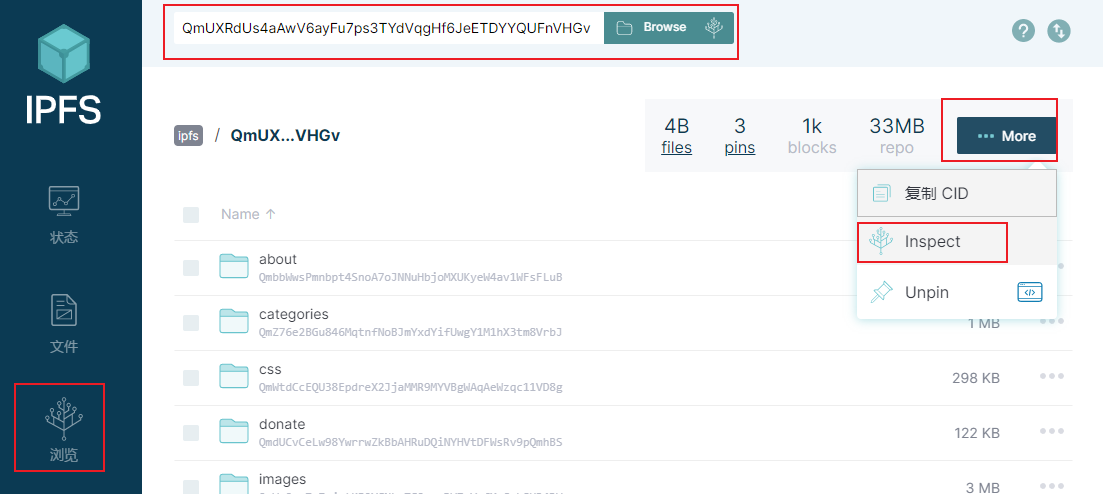 QmUXRdUs4aAwV6ayFu7ps3TYdVqgHf6JeETDYYQUFnVHGv
Browse
IPFS
ipfs / QmUX...VHGv
4B files
3 pins
1k blocks
33MB repo
More
复制 CID
Inspect
Unpin
状态
文件
浏览
Name ↑
about
QmbbWwsPmnbpt4SnoA7oJNNuHbjoMXUKyeW4av1WFsFLuB
categories
QmZ76e2BGu846MqtnfNoBJmYxdYifUwgY1M1hX3tm8VrbJ
1 MB
css
QmWtdCcEQU38EpdreX2JjaMMR9MYVBgWAqAeWzqc11VD8g
298 KB
donate
QmdUCvCeLw98YwrrwZkBbAHRuDQiNYHVtDFWsRv9pQmhBS
122 KB
images
3 MB